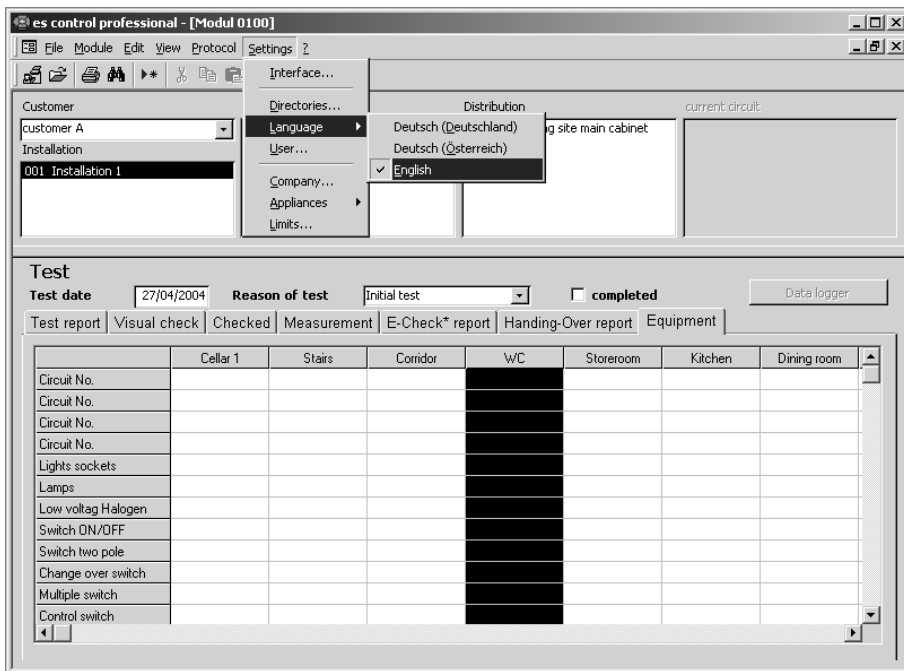 es control professional - [Modul 0100]
File Module Edit View Protocol Settings ?
Interface...
Directories...
Language
User...
Company...
Appliances
Limits...
Deutsch (Deutschland)
Deutsch (Österreich)
English
Customer
customer A
Installation
001 Installation 1
Distribution
g site main cabinet
current circuit
Test
Test date 27/04/2004 Reason of test Initial test completed Data logger
Test report Visual check Checked Measurement E-Check* report Handing-Over report Equipment
Cellar 1 Stairs Corridor WC Storeroom Kitchen Dining room
Circuit No.
Circuit No.
Circuit No.
Circuit No.
Lights sockets
Lamps
Low voltag Halogen
Switch ON/OFF
Switch two pole
Change over switch
Multiple switch
Control switch